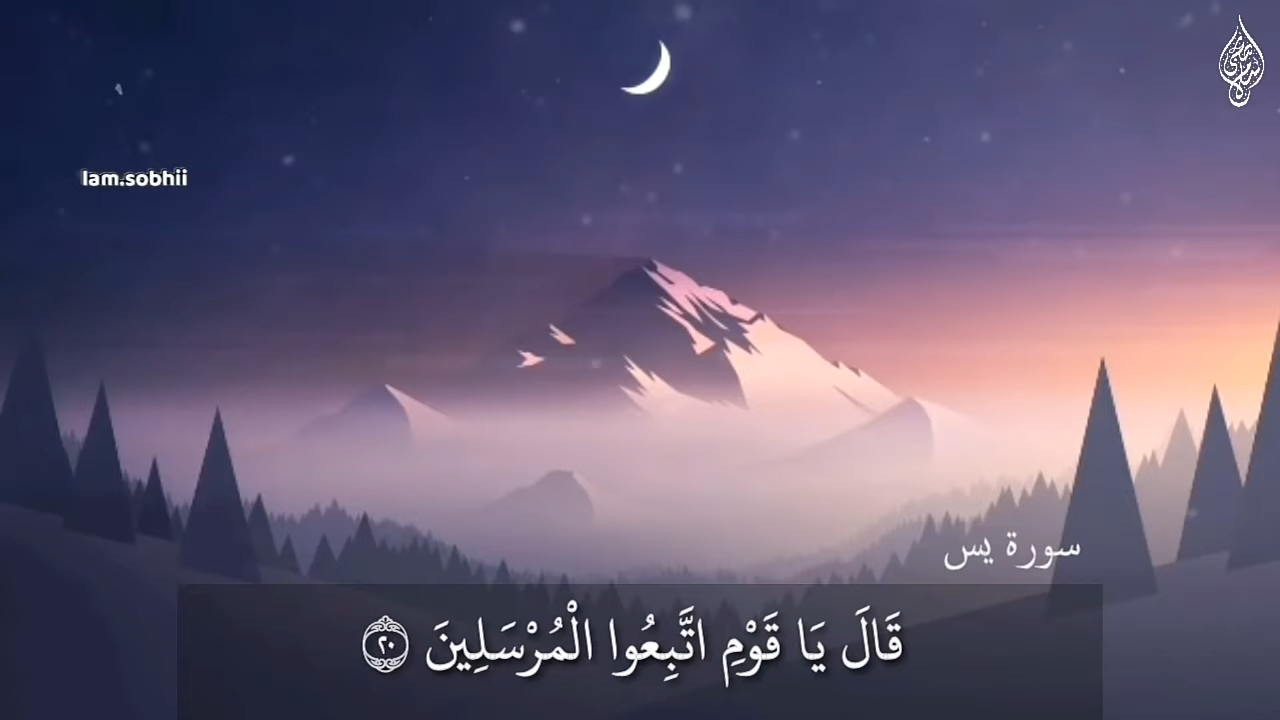 lam.sobhii
سورة يس
قَالَ يَا قَوْمِ اتَّبِعُوا الْمُرْسَلِينَ ۝٢٠